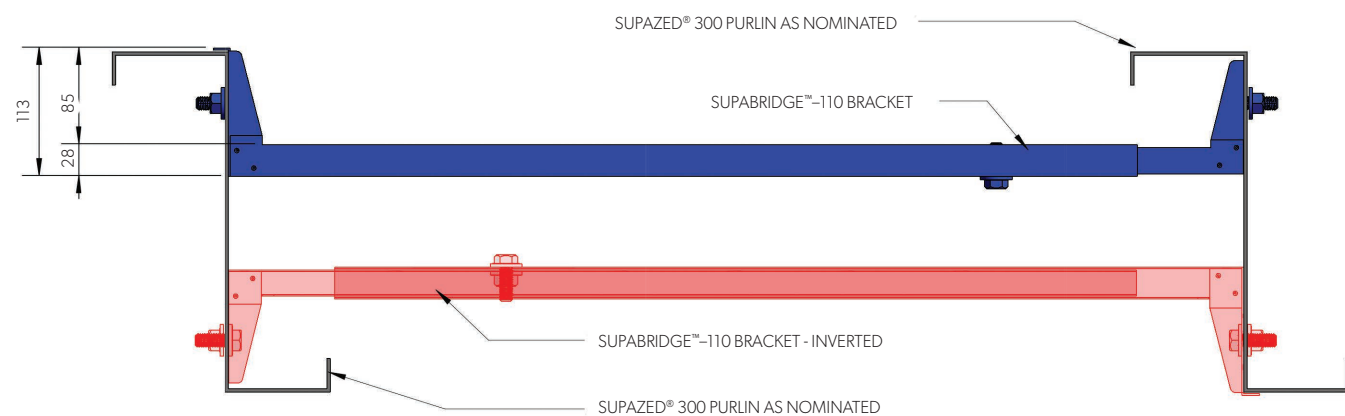 SUPAZED® 300 PURLIN AS NOMINATED
SUPABRIDGE™–110 BRACKET
113
85
28
SUPABRIDGE™–110 BRACKET - INVERTED
SUPAZED® 300 PURLIN AS NOMINATED